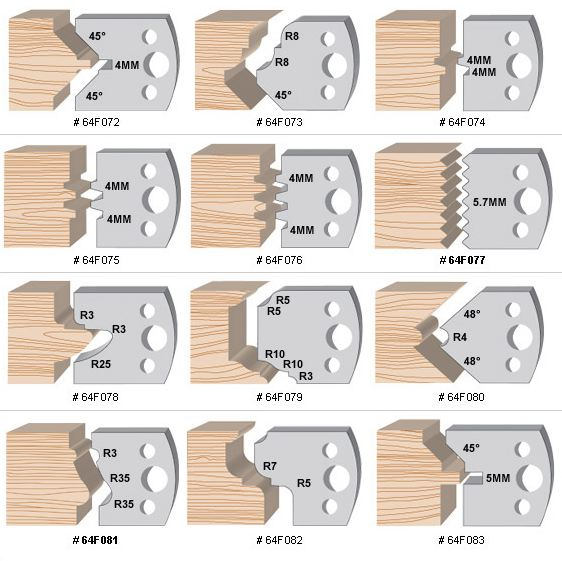 45°
4MM
45°
# 64F072
R8
R8
45°
# 64F073
4MM
4MM
# 64F074
4MM
4MM
# 64F075
4MM
4MM
# 64F076
5.7MM
# 64F077
R3
R3
R25
# 64F078
R5
R5
R10
R10
R3
# 64F079
48°
R4
48°
# 64F080
R3
R35
R35
# 64F081
R7
R5
# 64F082
45°
5MM
# 64F083